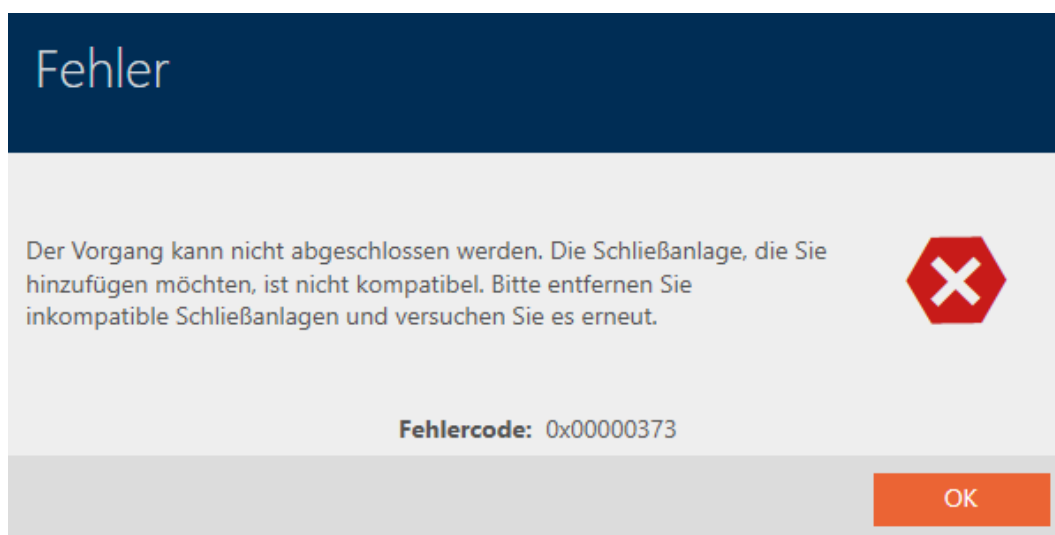 Fehler
Der Vorgang kann nicht abgeschlossen werden. Die Schließanlage, die Sie
hinzufügen möchten, ist nicht kompatibel. Bitte entfernen Sie
inkompatible Schließanlagen und versuchen Sie es erneut.
Fehlercode: 0x00000373
OK